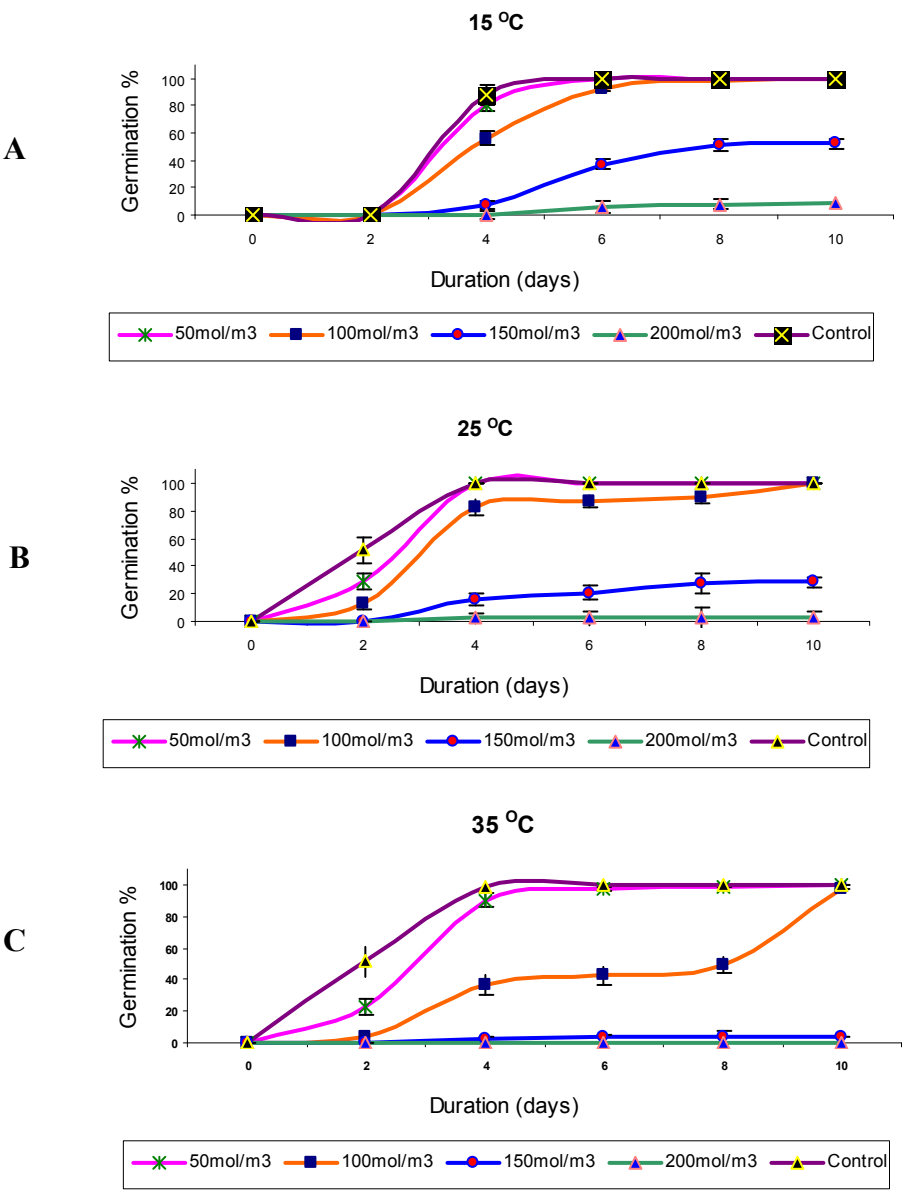 15 °C
A
Germination %
100
80
60
40
20
0
0 2 4 6 8 10
Duration (days)
50mol/m3 100mol/m3 150mol/m3 200mol/m3 Control
25 °C
B
Germination %
100
80
60
40
20
0
0 2 4 6 8 10
Duration (days)
50mol/m3 100mol/m3 150mol/m3 200mol/m3 Control
35 °C
C
Germination %
100
80
60
40
20
0
0 2 4 6 8 10
Duration (days)
50mol/m3 100mol/m3 150mol/m3 200mol/m3 Control